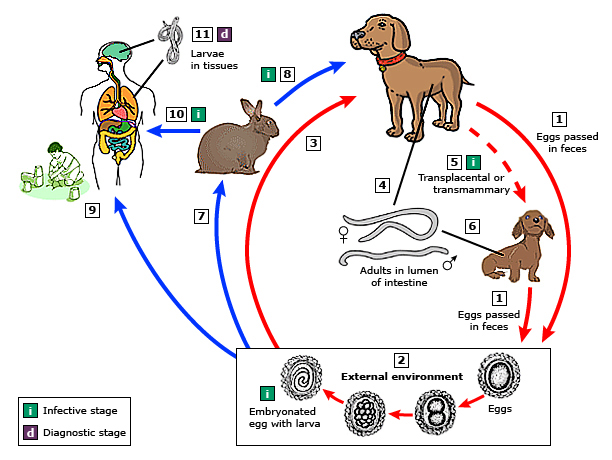 11 d
Larvae
in tissues
i 8
10 i
3
1
Eggs passed
in feces
5 i
Transplacental or
transmammary
4
9
7
6
♀
♂
Adults in lumen
of intestine
1
Eggs passed
in feces
2
External environment
i
Embryonated
egg with larva
Eggs
i Infective stage
d Diagnostic stage